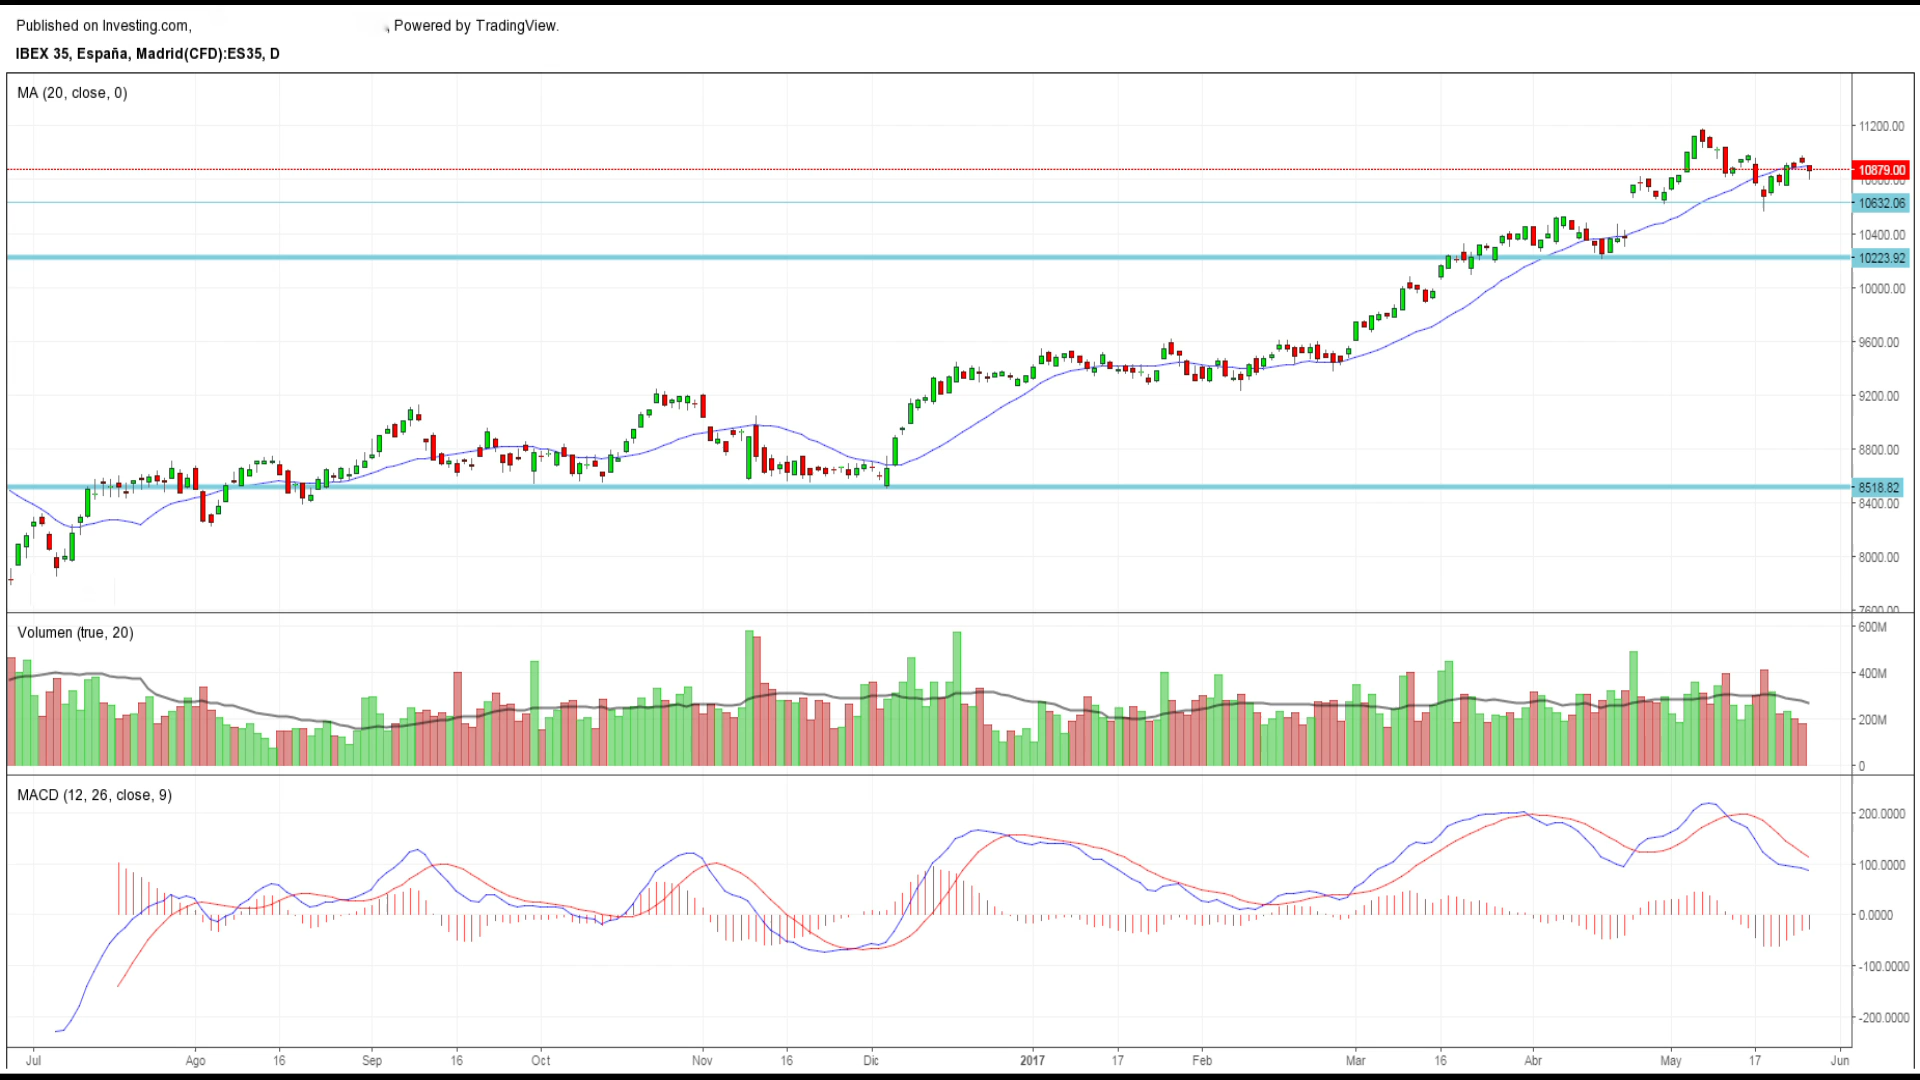 Published on Investing.com, , Powered by TradingView.
IBEX 35, España, Madrid(CFD):ES35, D
MA (20, close, 0)
11200.00
10879.00
10800.00
10632.06
10400.00
10223.92
10000.00
9600.00
9200.00
8800.00
8518.82
8400.00
8000.00
7600.00
Volumen (true, 20)
600M
400M
200M
0
MACD (12, 26, close, 9)
200.0000
100.0000
0.0000
-100.0000
-200.0000
Jul Ago 16 Sep 16 Oct Nov 16 Dic 2017 17 Feb Mar 16 Abr May 17 Jun